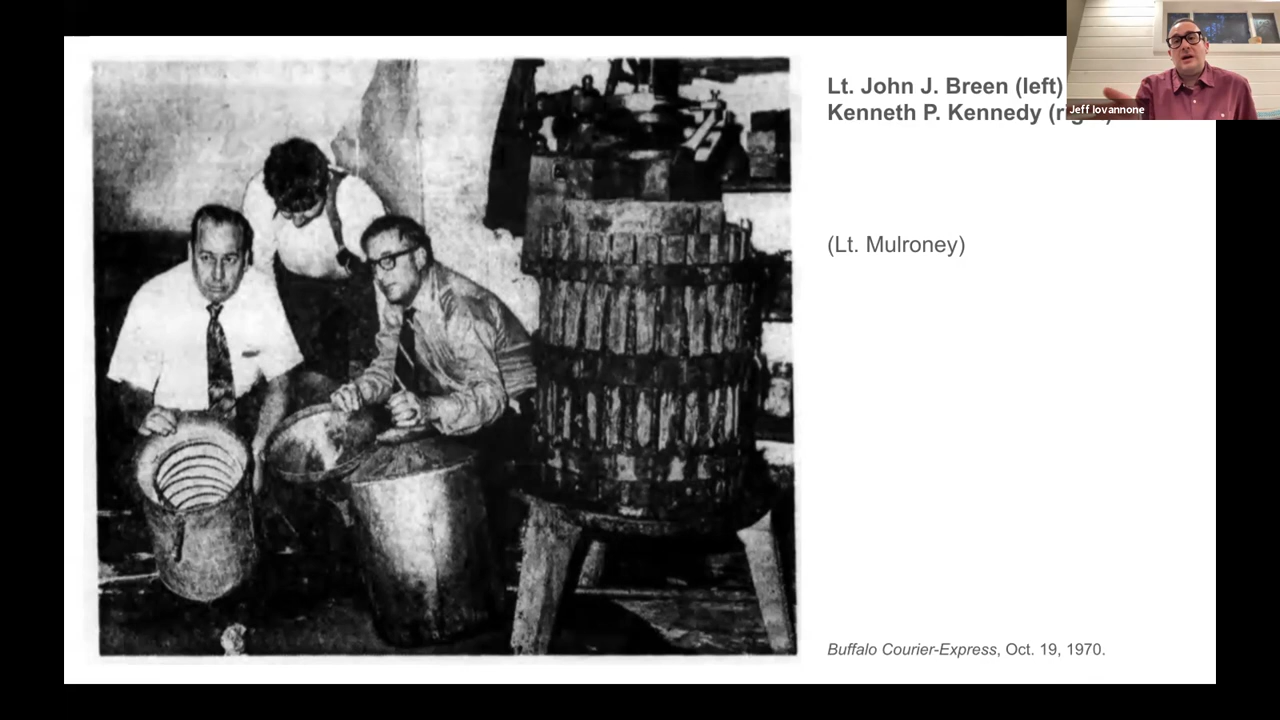 Lt. John J. Breen (left)
Kenneth P. Kennedy
Jeff Iovannone
(Lt. Mulroney)
Buffalo Courier-Express, Oct. 19, 1970.